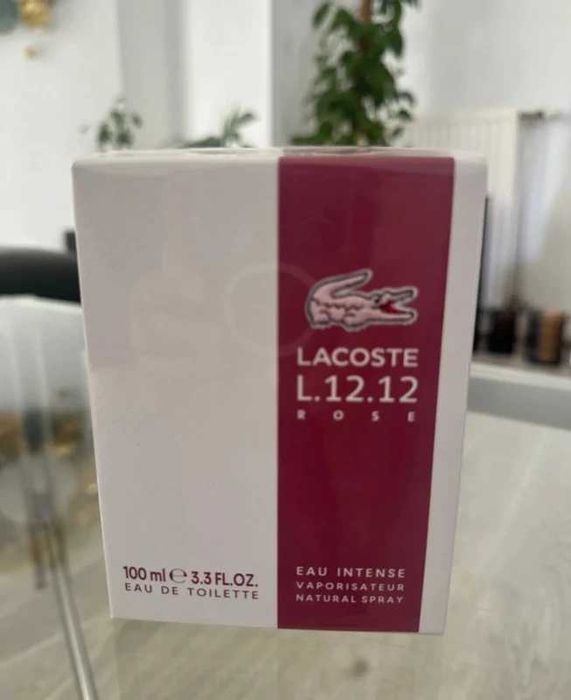 LACOSTE
L.12.12
ROSE
100 ml e 3.3 FL.OZ.
EAU DE TOILETTE
EAU INTENSE
VAPORISATEUR
NATURAL SPRAY